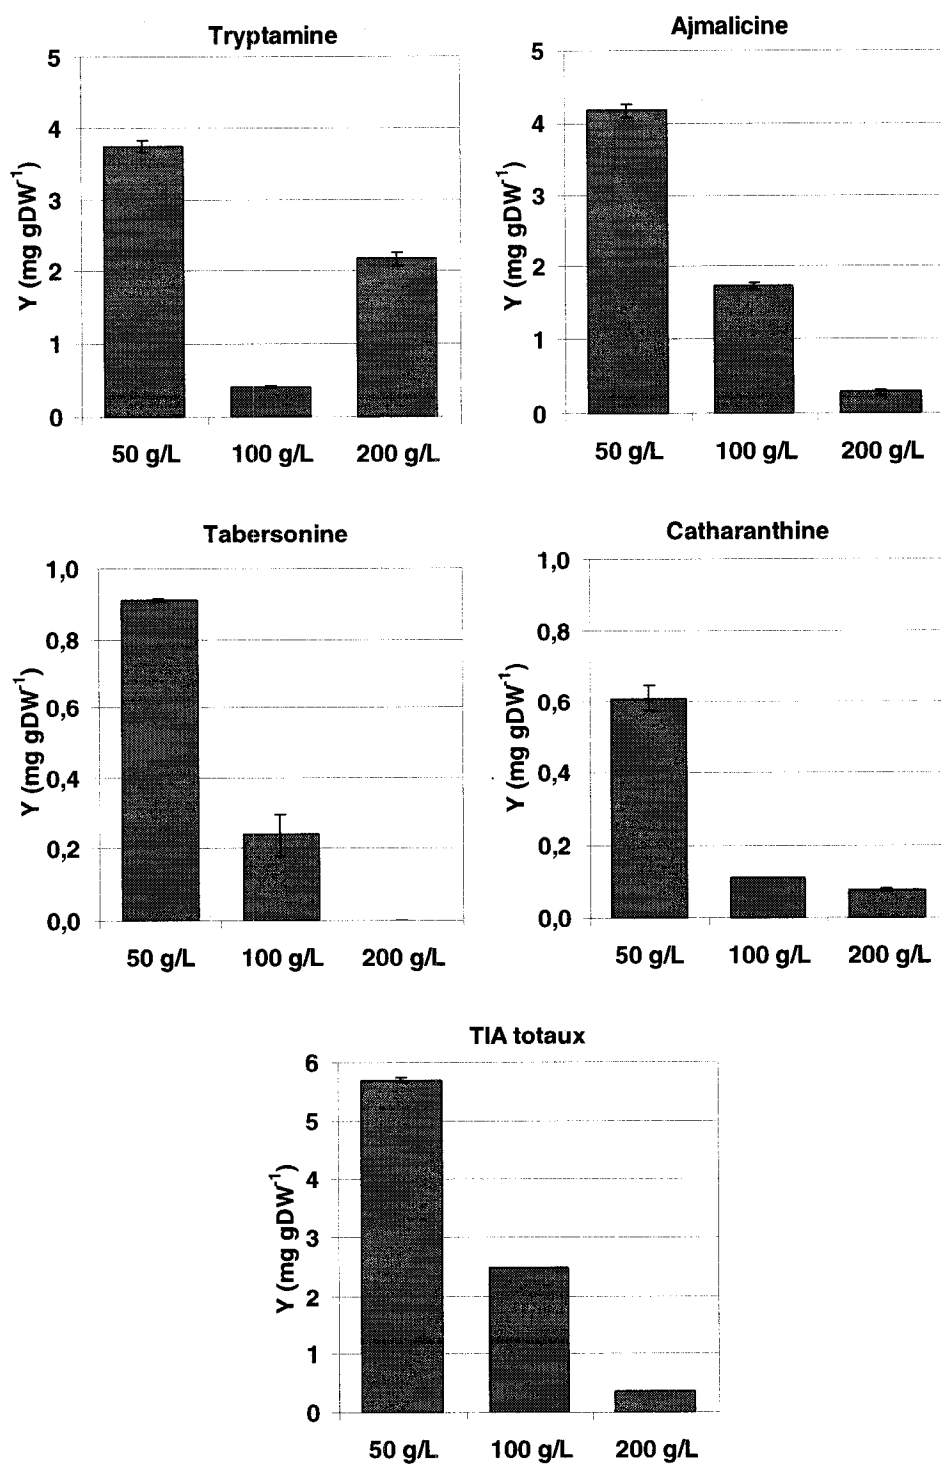 Tryptamine
5
4
3
2
1
0
Y (mg gDW-1)
50 g/L 100 g/L 200 g/L
Ajmalicine
5
4
3
2
1
0
Y (mg gDW-1)
50 g/L 100 g/L 200 g/L
Tabersonine
1,0
0,8
0,6
0,4
0,2
0,0
Y (mg gDW-1)
50 g/L 100 g/L 200 g/L
Catharanthine
1,0
0,8
0,6
0,4
0,2
0,0
Y (mg gDW-1)
50 g/L 100 g/L 200 g/L
TIA totaux
6
5
4
3
2
1
0
Y (mg gDW-1)
50 g/L 100 g/L 200 g/L